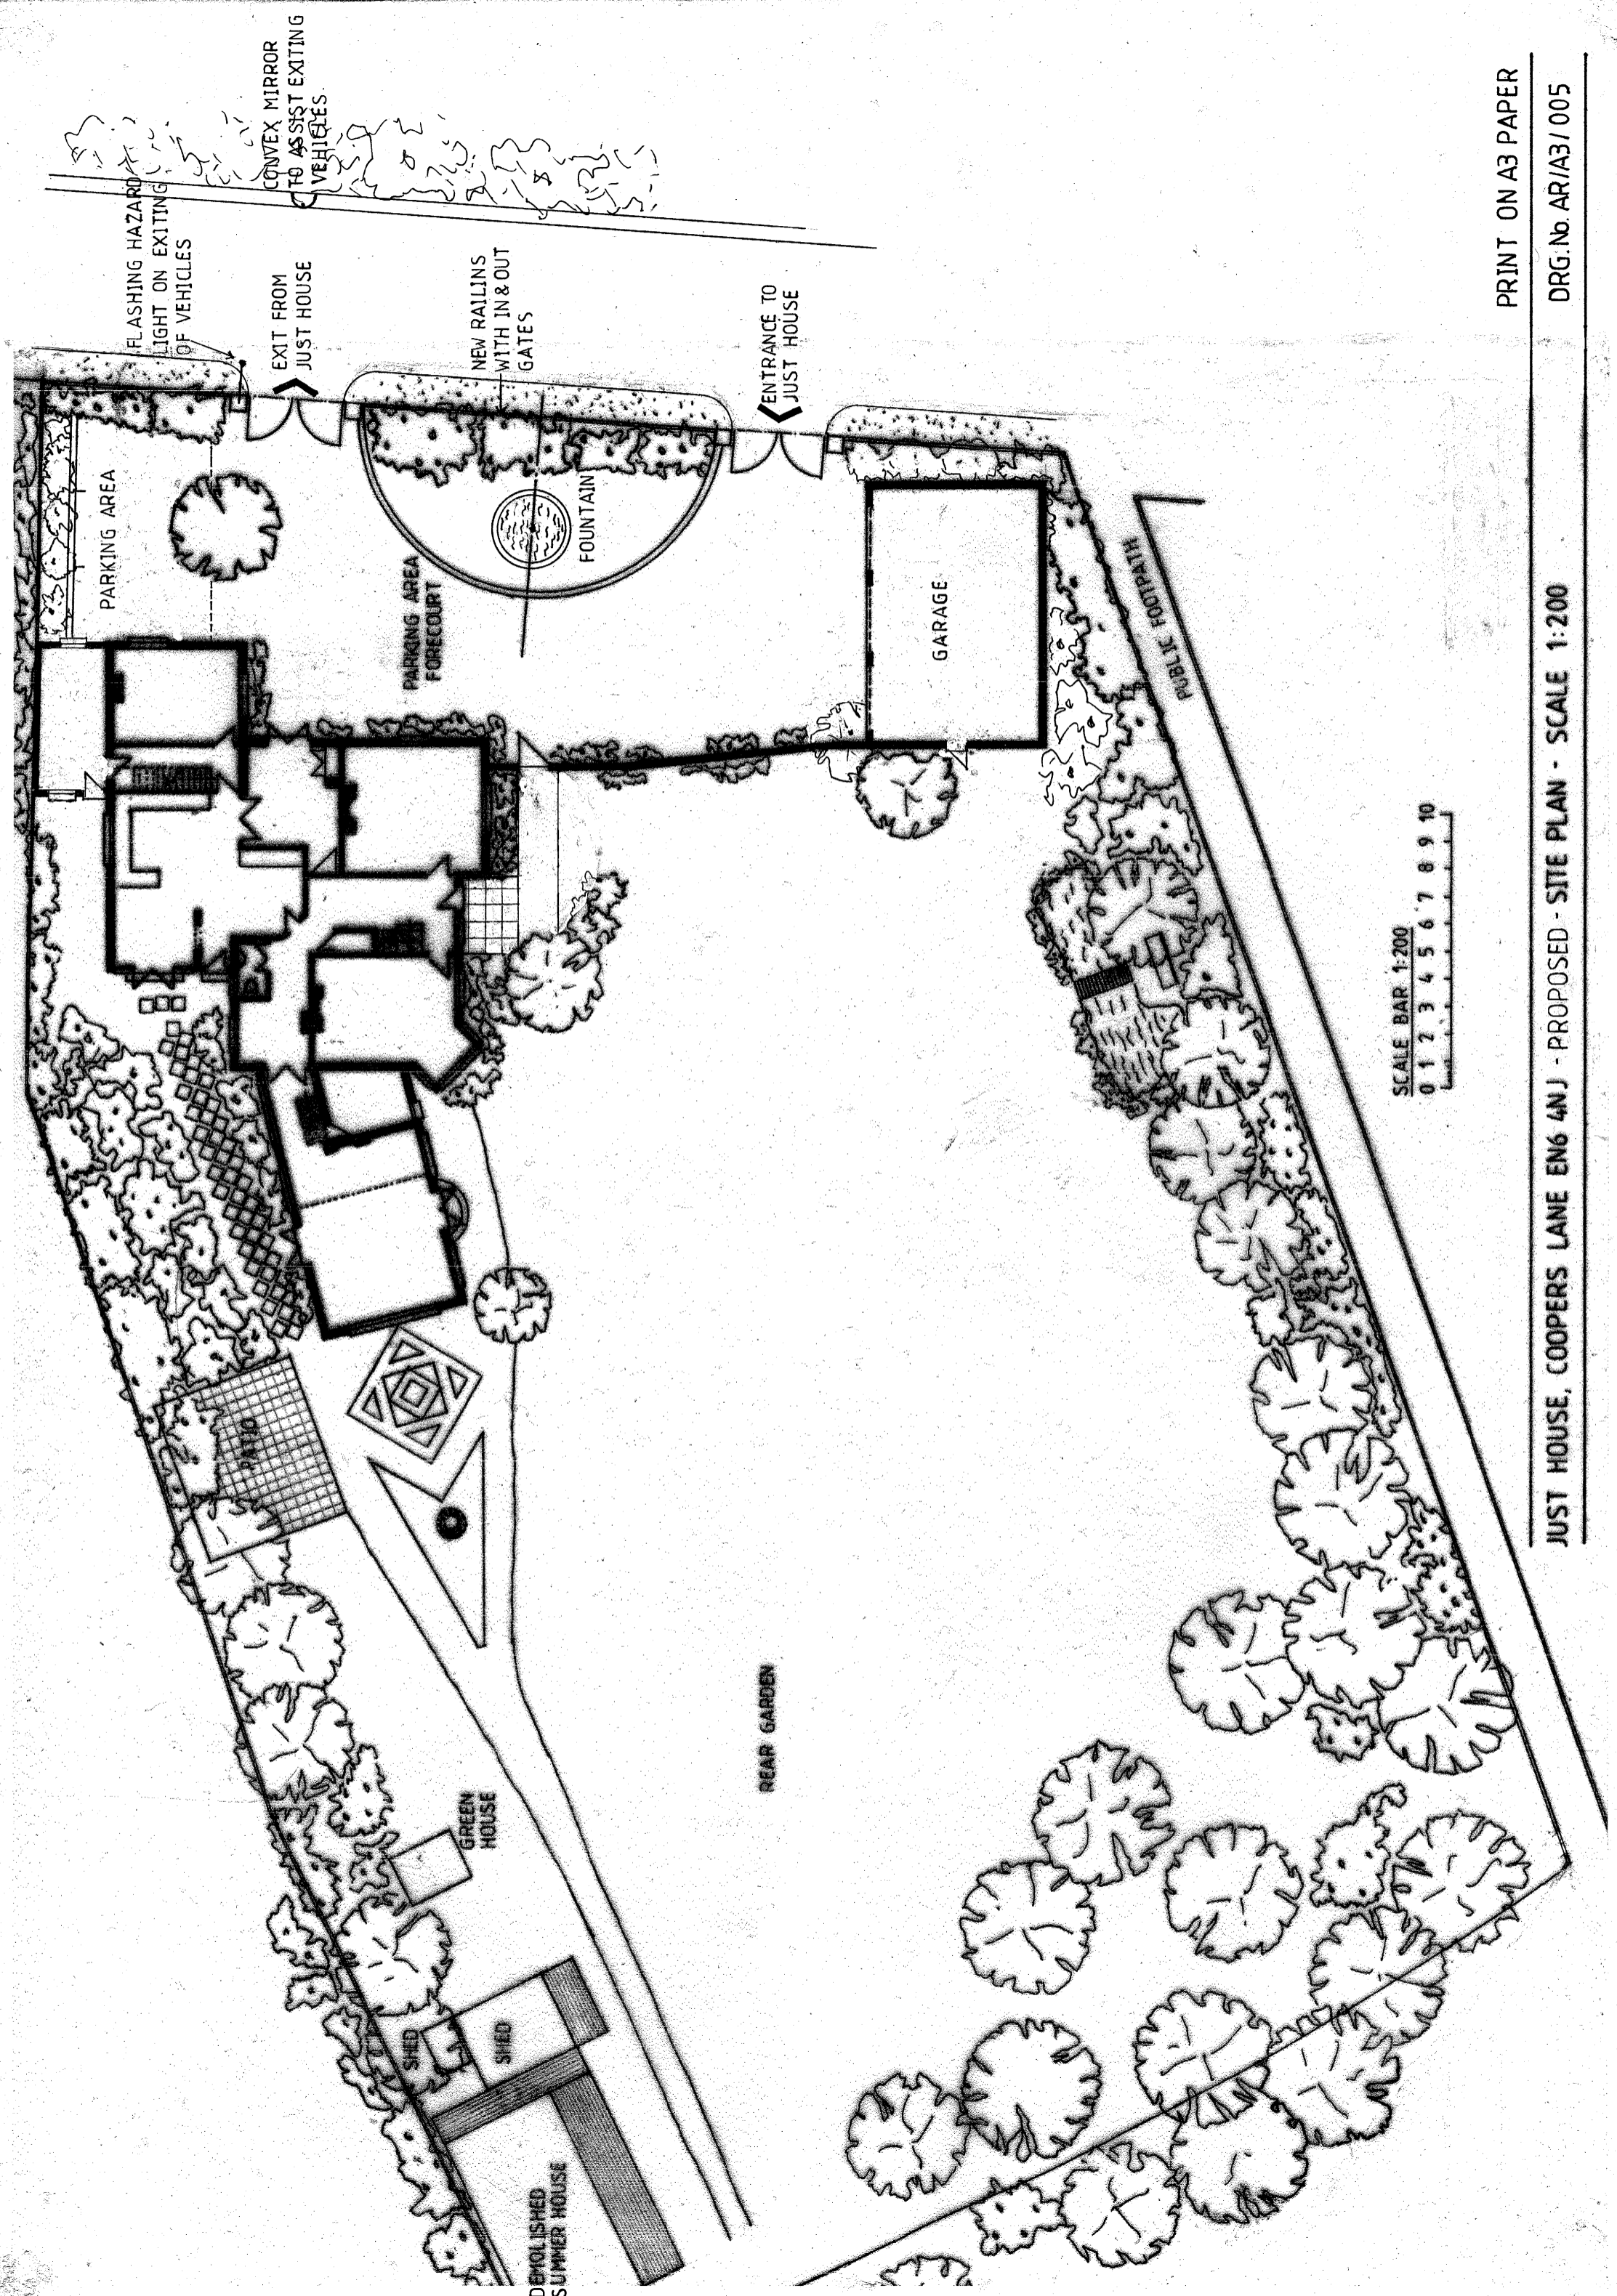 FLASHING HAZARD
LIGHT ON EXITING
OF VEHICLES
CONVEX MIRROR
TO ASSIST EXITING
VEHICLES.
EXIT FROM
JUST HOUSE
NEW RAILINS
WITH IN & OUT
GATES
ENTRANCE TO
JUST HOUSE
PARKING AREA
PARKING AREA
FORECOURT
FOUNTAIN
GARAGE
PUBLIC FOOTPATH
PATIO
REAR GARDEN
GREEN
HOUSE
SHED
SHED
DEMOLISHED
SUMMER HOUSE
SCALE BAR 1:200
0 1 2 3 4 5 6 7 8 9 10
PRINT ON A3 PAPER
JUST HOUSE, COOPERS LANE EN6 4NJ - PROPOSED - SITE PLAN - SCALE 1:200
DRG. No. AR/A3/005